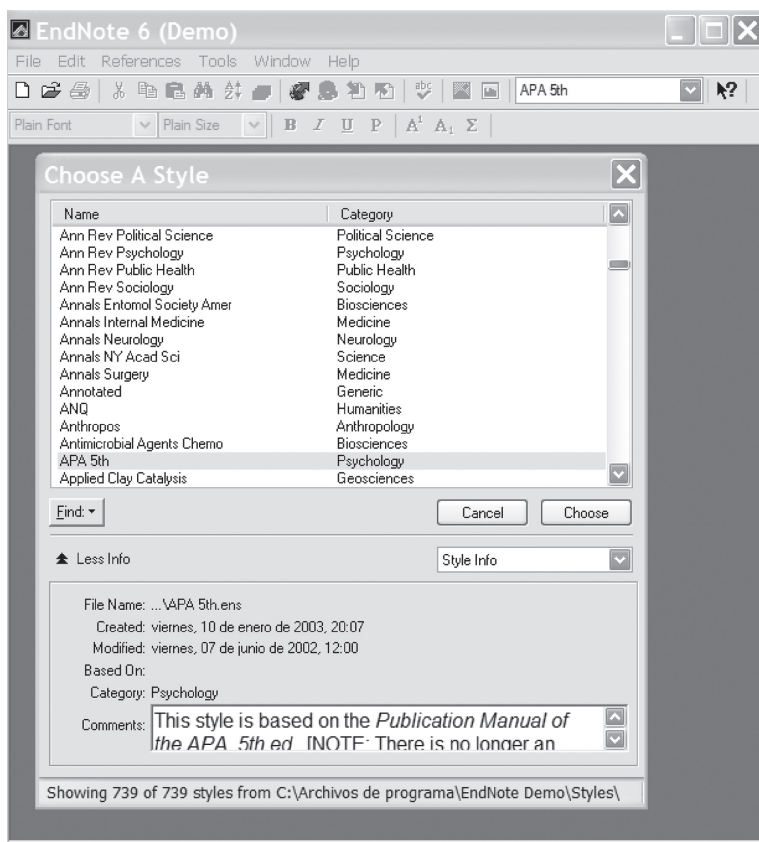 EndNote 6 (Demo)
File Edit References Tools Window Help
APA 5th
Plain Font Plain Size B I U P A¹ A₁ Σ
Choose A Style
Name Category
Ann Rev Political Science Political Science
Ann Rev Psychology Psychology
Ann Rev Public Health Public Health
Ann Rev Sociology Sociology
Annals Entomol Society Amer Biosciences
Annals Internal Medicine Medicine
Annals Neurology Neurology
Annals NY Acad Sci Science
Annals Surgery Medicine
Annotated Generic
ANQ Humanities
Anthropos Anthropology
Antimicrobial Agents Chemo Biosciences
APA 5th Psychology
Applied Clay Catalysis Geosciences
Find: Cancel Choose
Less Info Style Info
File Name: ...\APA 5th.ens
Created: viernes, 10 de enero de 2003, 20:07
Modified: viernes, 07 de junio de 2002, 12:00
Based On:
Category: Psychology
Comments: This style is based on the Publication Manual of
the APA, 5th ed. [NOTE: There is no longer an
Showing 739 of 739 styles from C:\Archivos de programa\EndNote Demo\Styles\